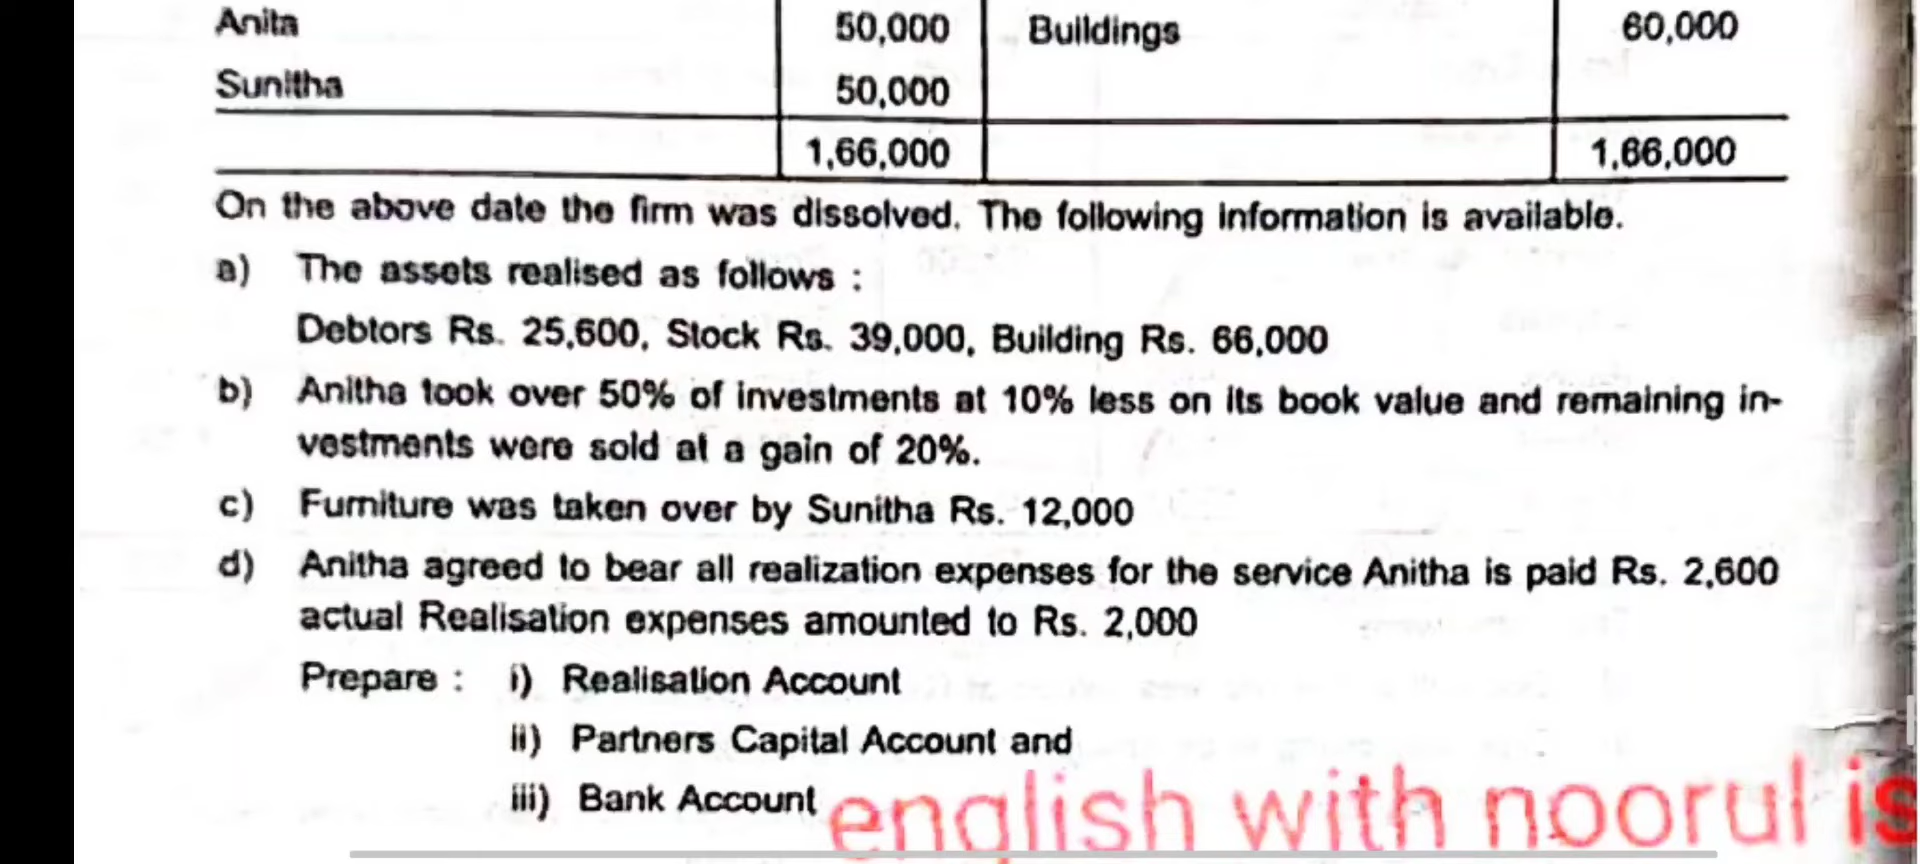 Anita 50,000 Buildings 60,000
Sunitha 50,000
1,66,000 1,66,000
On the above date the firm was dissolved. The following information is available.
a) The assets realised as follows :
Debtors Rs. 25,600, Stock Rs. 39,000, Building Rs. 66,000
b) Anitha took over 50% of investments at 10% less on its book value and remaining in-
vestments were sold at a gain of 20%.
c) Furniture was taken over by Sunitha Rs. 12,000
d) Anitha agreed to bear all realization expenses for the service Anitha is paid Rs. 2,600
actual Realisation expenses amounted to Rs. 2,000
Prepare : i) Realisation Account
ii) Partners Capital Account and
iii) Bank Account
english with noorul is